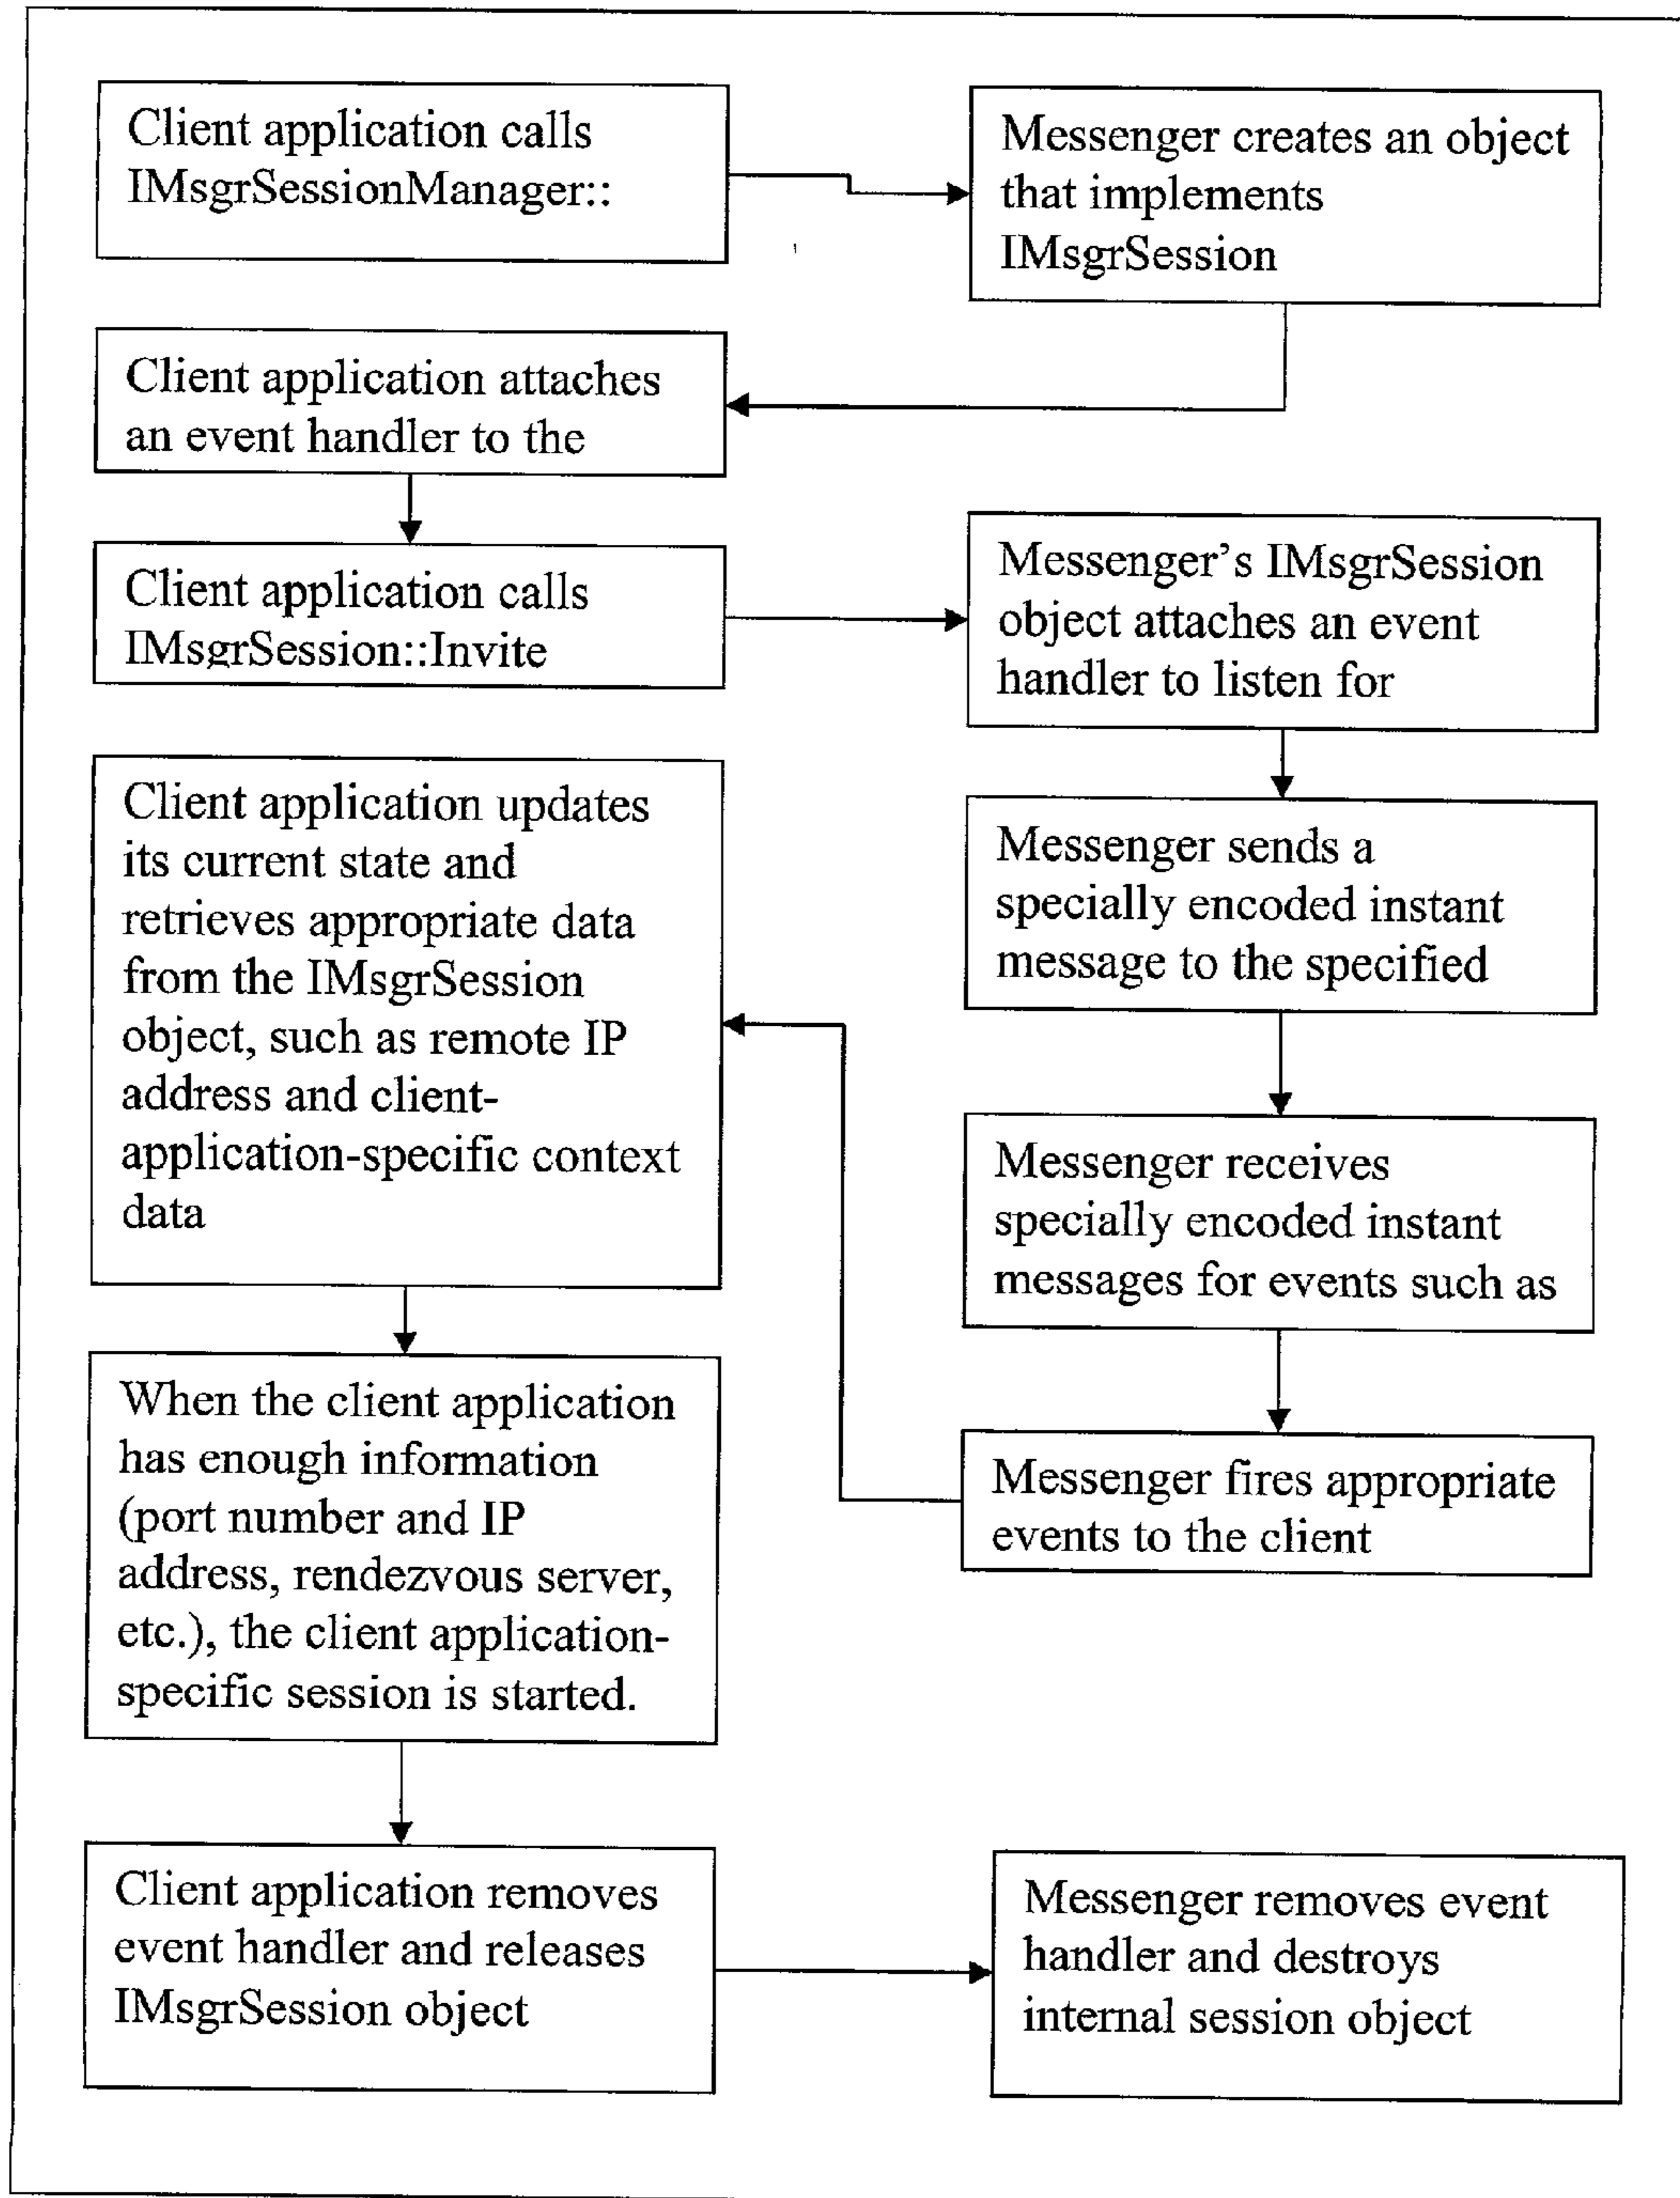 Client application calls
IMsgrSessionManager::
Messenger creates an object
that implements
IMsgrSession
Client application attaches
an event handler to the
Client application calls
IMsgrSession::Invite
Messenger's IMsgrSession
object attaches an event
handler to listen for
Messenger sends a
specially encoded instant
message to the specified
Messenger receives
specially encoded instant
messages for events such as
Messenger fires appropriate
events to the client
Client application updates
its current state and
retrieves appropriate data
from the IMsgrSession
object, such as remote IP
address and client-
application-specific context
data
When the client application
has enough information
(port number and IP
address, rendezvous server,
etc.), the client application-
specific session is started.
Client application removes
event handler and releases
IMsgrSession object
Messenger removes event
handler and destroys
internal session object